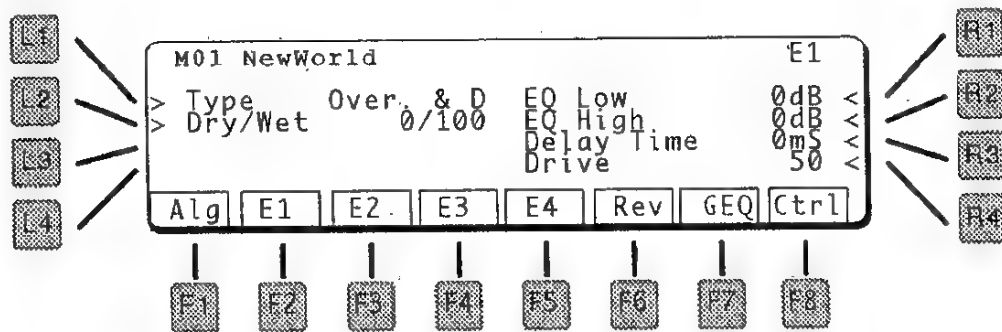 M01 NewWorld E1
> Type Over. & D EQ Low 0dB <
> Dry/Wet 0/100 EQ High 0dB <
Delay Time 0mS <
Drive 50 <
Alg E1 E2 E3 E4 Rev GEQ Ctrl
L1
L2
L3
L4
R1
R2
R3
R4
F1 F2 F3 F4 F5 F6 F7 F8